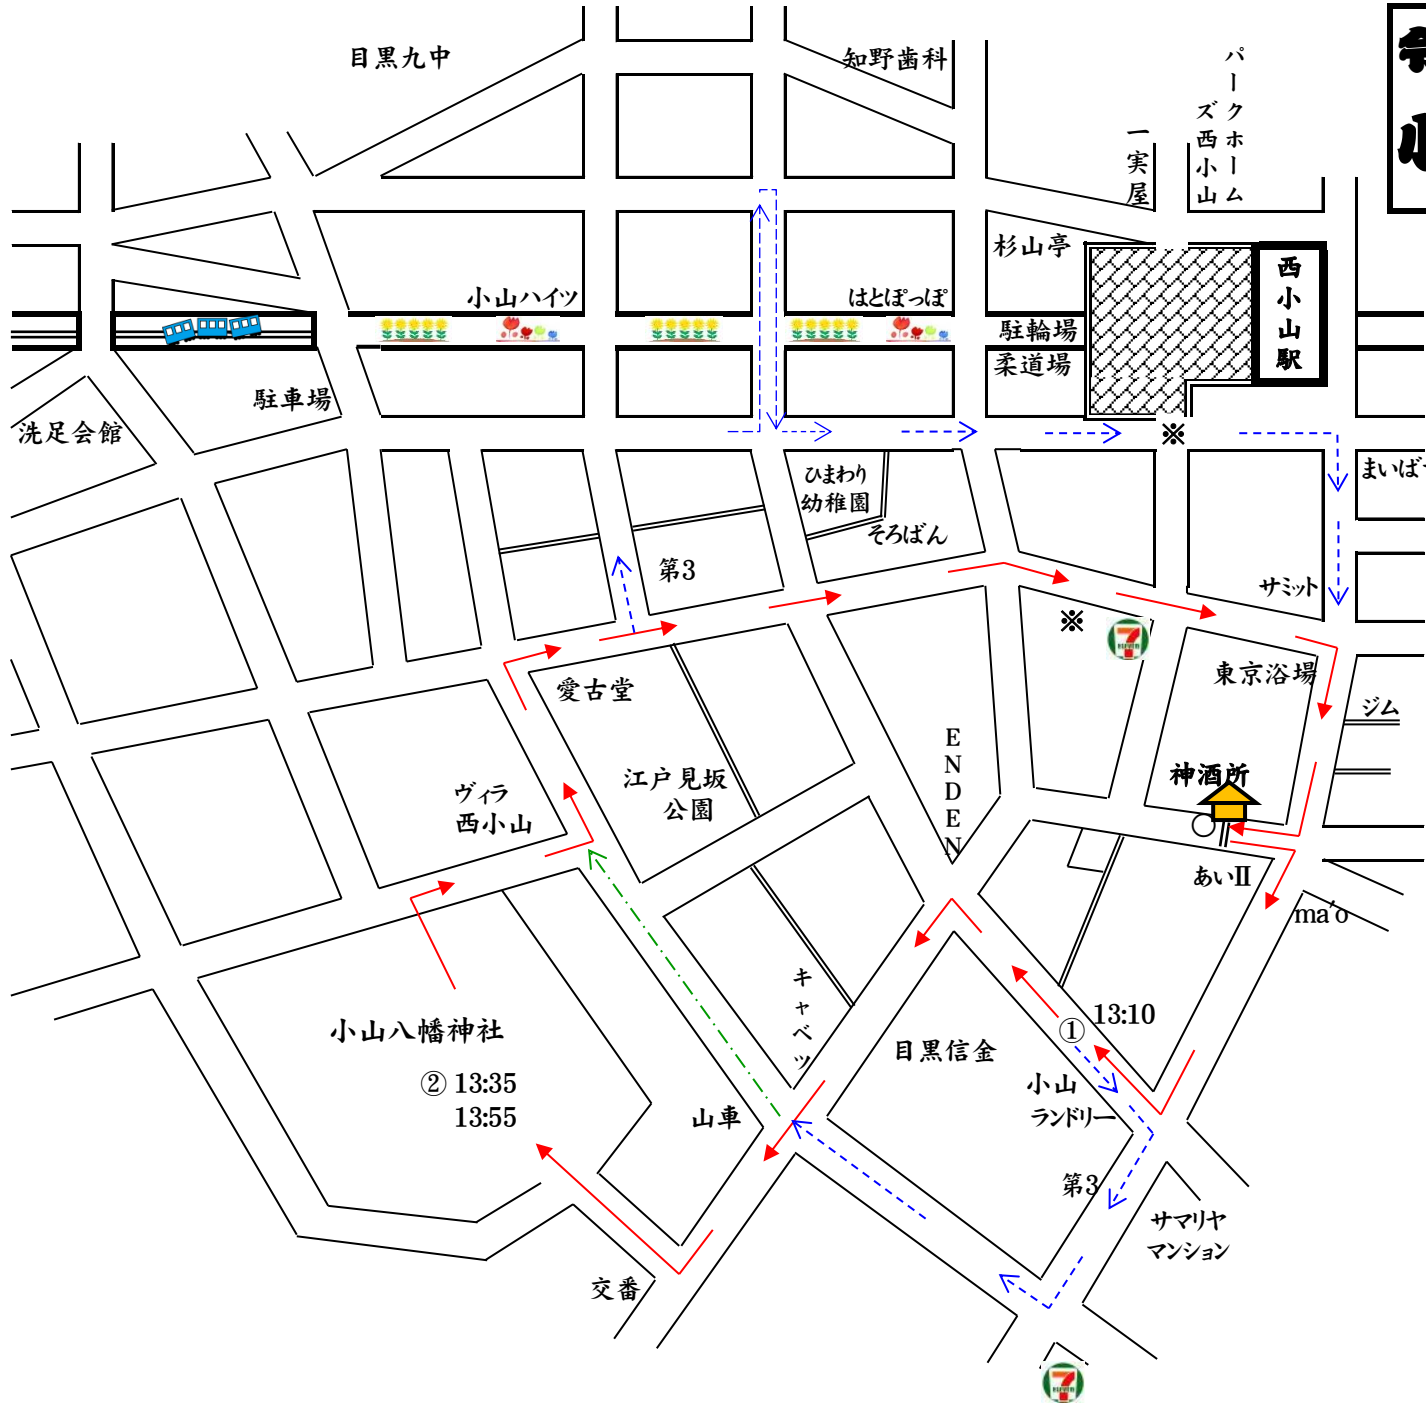 目黒九中
知野歯科
パークホーム
ズ西小山
一実屋
杉山亭
西小山駅
小山ハイツ
はとぽっぽ
駐輪場
柔道場
駐車場
洗足会館
※
まいば
ひまわり
幼稚園
そろばん
第3
サミット
※
7
ELEVEN
東京浴場
愛古堂
ジム
ENDEN
江戸見坂
公園
神酒所
ヴィラ
西小山
あいⅡ
ma'o
キャベツ
13:10
①
小山八幡神社
目黒信金
② 13:35
13:55
小山
ランドリー
山車
第3
サマリヤ
マンション
交番
7
ELEVEN